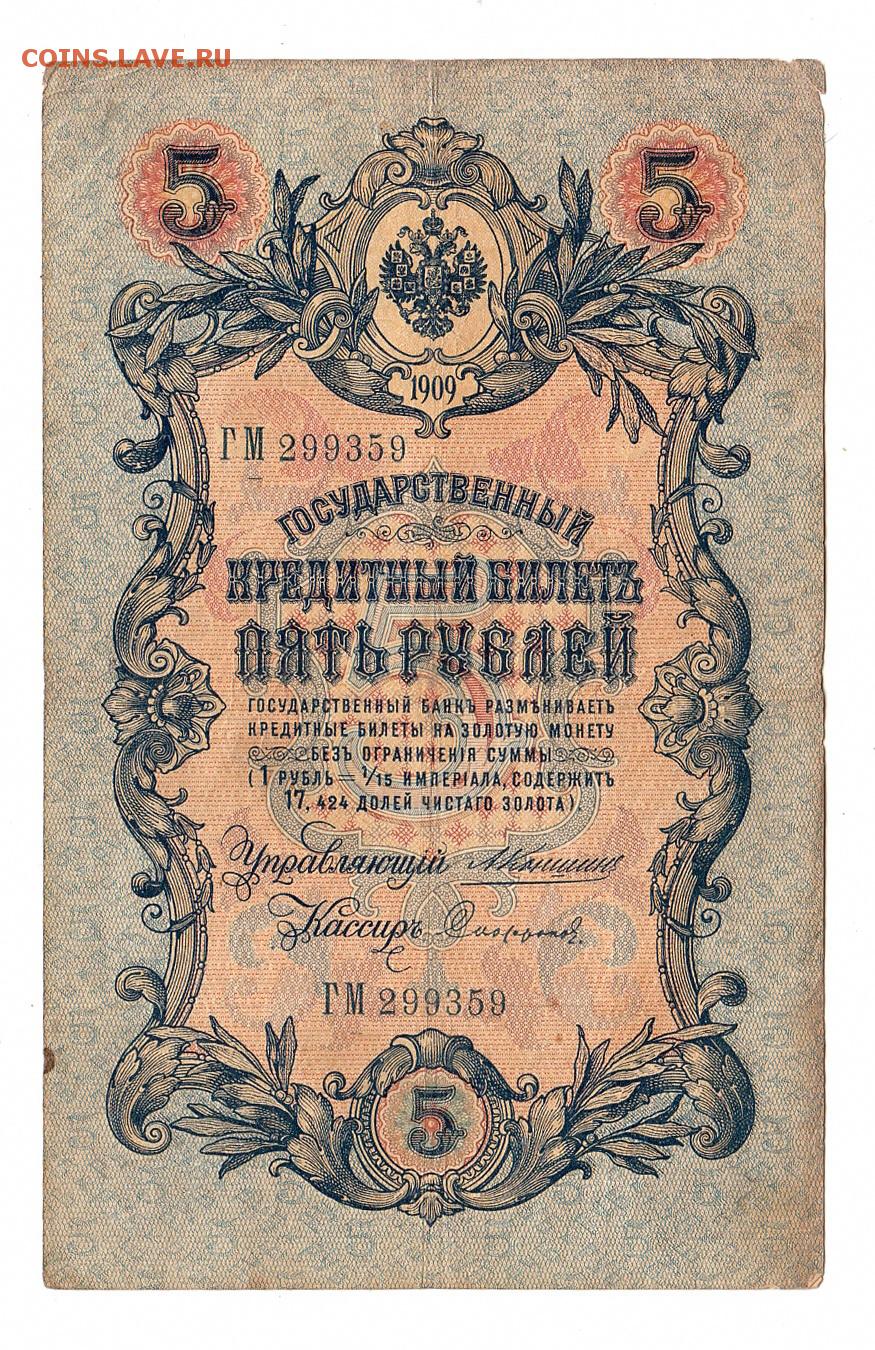 COINS.LAVE.RU
5 5
1909
ГМ 299359
ГОСУДАРСТВЕННЫЙ
КРЕДИТНЫЙ БИЛЕТЪ
ПЯТЬ РУБЛЕЙ
ГОСУДАРСТВЕННЫЙ БАНКЪ РАЗМѢНИВАЕТЪ
КРЕДИТНЫЕ БИЛЕТЫ НА ЗОЛОТУЮ МОНЕТУ
БЕЗЪ ОГРАНИЧЕНІЯ СУММЫ
(1 РУБЛЬ = 1/15 ИМПЕРІАЛА, СОДЕРЖИТЪ
17,424 ДОЛЕЙ ЧИСТАГО ЗОЛОТА).
Управляющій
Кассиръ
ГМ 299359
5